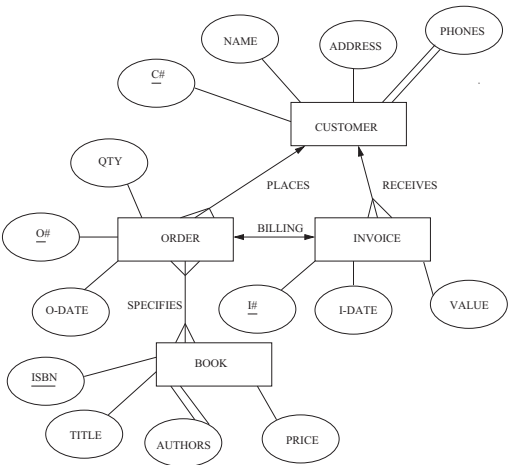 PHONES
NAME
ADDRESS
C#
CUSTOMER
QTY
PLACES
RECEIVES
O#
ORDER
BILLING
INVOICE
O-DATE
SPECIFIES
I#
I-DATE
VALUE
BOOK
ISBN
TITLE
AUTHORS
PRICE